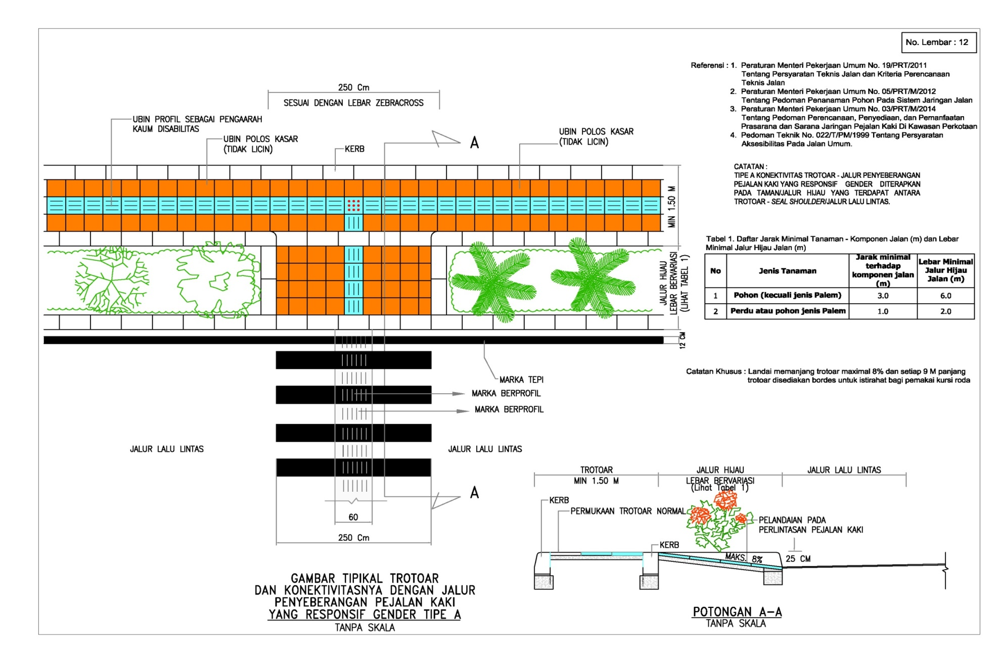 No. Lembar : 12
Referensi : 1. Peraturan Menteri Pekerjaan Umum No. 19/PRT/2011
Tentang Persyaratan Teknis Jalan dan Kriteria Perencanaan
Teknis Jalan
2. Peraturan Menteri Pekerjaan Umum No. 05/PRT/M/2012
Tentang Pedoman Penanaman Pohon Pada Sistem Jaringan Jalan
3. Peraturan Menteri Pekerjaan Umum No. 03/PRT/M/2014
Tentang Pedoman Perencanaan, Penyediaan, dan Pemanfaatan
Prasarana dan Sarana Jaringan Pejalan Kaki Di Kawasan Perkotaan
4. Pedoman Teknik No. 022/T/PM/1999 Tentang Persyaratan
Aksesibilitas Pada Jalan Umum.
CATATAN :
TIPE A KONEKTIVITAS TROTOAR - JALUR PENYEBERANGAN
PEJALAN KAKI YANG RESPONSIF GENDER DITERAPKAN
PADA TAMAN/JALUR HIJAU YANG TERDAPAT ANTARA
TROTOAR - SEAL SHOULDER/JALUR LALU LINTAS.
250 Cm
SESUAI DENGAN LEBAR ZEBRACROSS
UBIN PROFIL SEBAGAI PENGAARAH
KAUM DISABILITAS
UBIN POLOS KASAR
(TIDAK LICIN)
KERB
A
UBIN POLOS KASAR
(TIDAK LICIN)
MIN 1.50 M
JALUR HIJAU
LEBAR BERVARIASI
(LIHAT TABEL 1)
12 CM
Tabel 1. Daftar Jarak Minimal Tanaman - Komponen Jalan (m) dan Lebar
Minimal Jalur Hijau Jalan (m)
No
Jenis Tanaman
Jarak minimal
terhadap
komponen jalan
(m)
Lebar Minimal
Jalur Hijau
Jalan (m)
1 Pohon (kecuali jenis Palem) 3.0 6.0
2 Perdu atau pohon jenis Palem 1.0 2.0
Catatan Khusus : Landai memanjang trotoar maximal 8% dan setiap 9 M panjang
trotoar disediakan bordes untuk istirahat bagi pemakai kursi roda
MARKA TEPI
MARKA BERPROFIL
MARKA BERPROFIL
JALUR LALU LINTAS
JALUR LALU LINTAS
A
60
250 Cm
GAMBAR TIPIKAL TROTOAR
DAN KONEKTIVITASNYA DENGAN JALUR
PENYEBERANGAN PEJALAN KAKI
YANG RESPONSIF GENDER TIPE A
TANPA SKALA
TROTOAR
MIN 1.50 M
JALUR HIJAU
LEBAR BERVARIASI
(Lihat Tabel 1)
JALUR LALU LINTAS
KERB
PERMUKAAN TROTOAR NORMAL
PELANDAIAN PADA
PERLINTASAN PEJALAN KAKI
KERB
MAKS. 8%
25 CM
POTONGAN A-A
TANPA SKALA